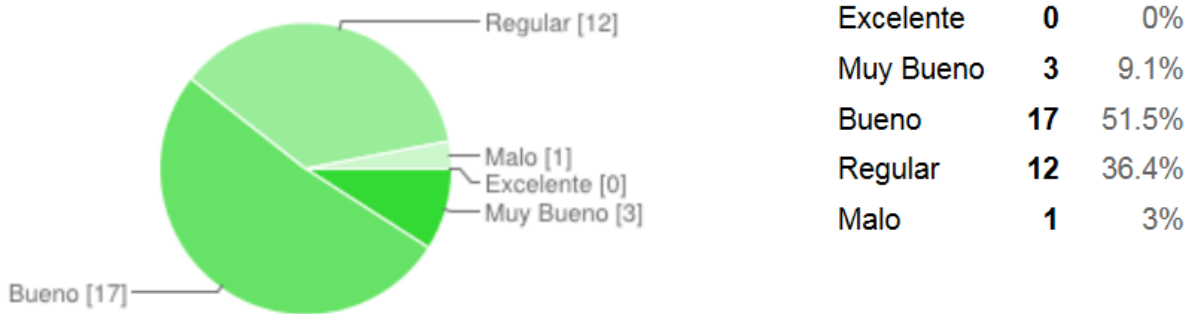 Regular [12]
Malo [1]
Excelente [0]
Muy Bueno [3]
Bueno [17]
Excelente 0 0%
Muy Bueno 3 9.1%
Bueno 17 51.5%
Regular 12 36.4%
Malo 1 3%